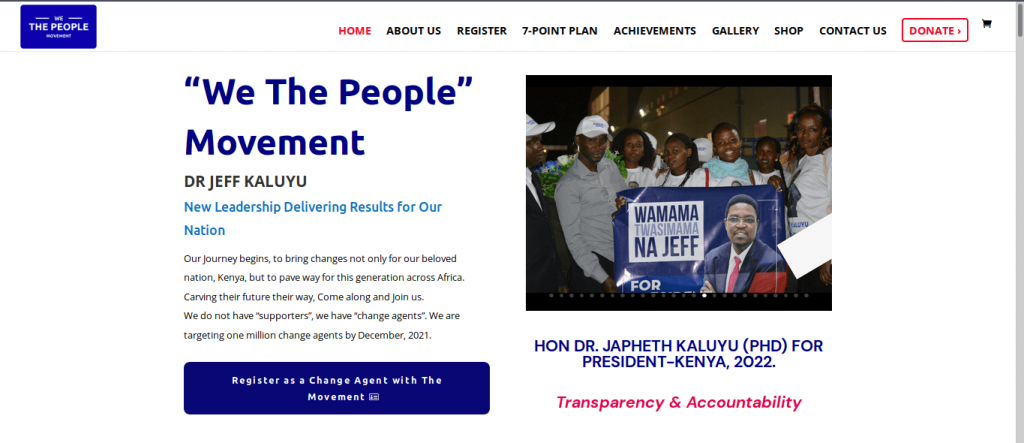 WE
THE PEOPLE
MOVEMENT
HOME ABOUT US REGISTER 7-POINT PLAN ACHIEVEMENTS GALLERY SHOP CONTACT US DONATE ›
“We The People”
Movement
DR JEFF KALUYU
New Leadership Delivering Results for Our
Nation
Our Journey begins, to bring changes not only for our beloved
nation, Kenya, but to pave way for this generation across Africa.
Carving their future their way, Come along and Join us.
We do not have “supporters”, we have “change agents”. We are
targeting one million change agents by December, 2021.
Register as a Change Agent with The
Movement
WAMAMA
TWASIMAMA
NA JEFF
FOR
HON DR. JAPHETH KALUYU (PHD) FOR
PRESIDENT-KENYA, 2022.
Transparency & Accountability